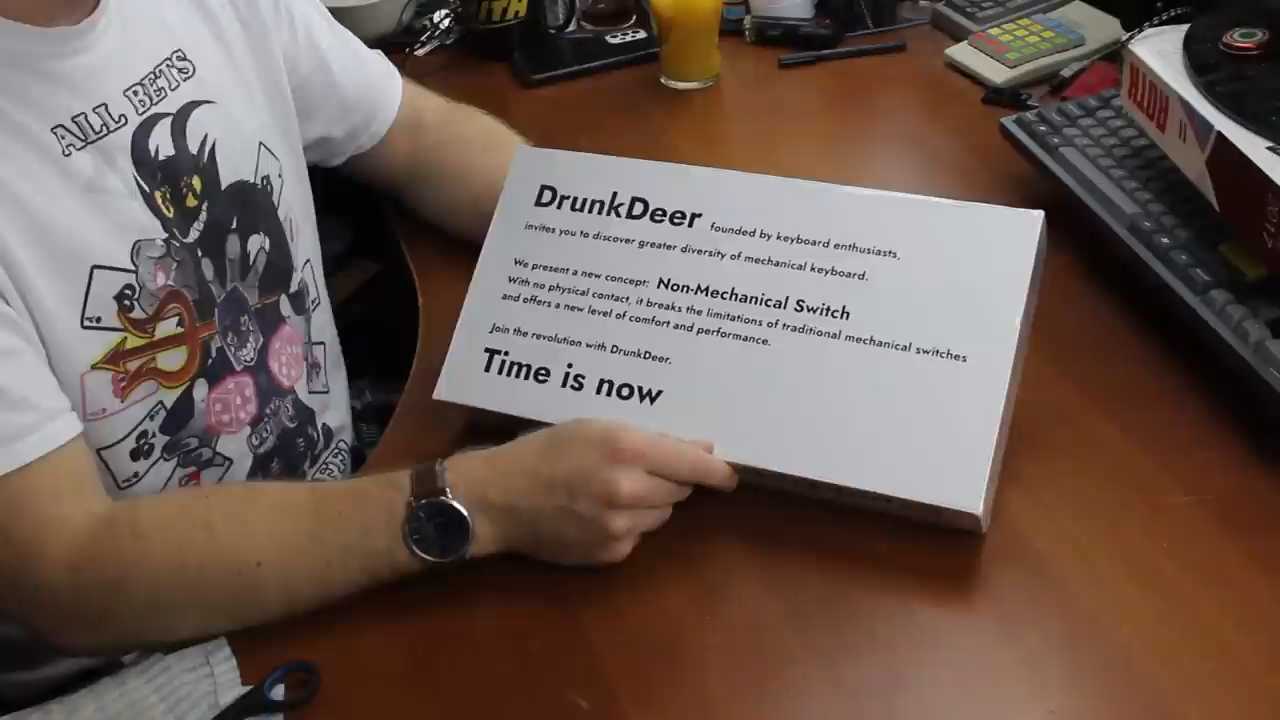 ALL BETS
DrunkDeer founded by keyboard enthusiasts,
invites you to discover greater diversity of mechanical keyboard.
We present a new concept: Non-Mechanical Switch
With no physical contact, it breaks the limitations of traditional mechanical switches
and offers a new level of comfort and performance.
Join the revolution with DrunkDeer.
Time is now